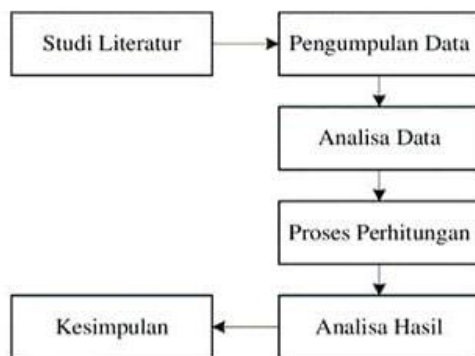 Studi Literatur
Pengumpulan Data
Analisa Data
Proses Perhitungan
Analisa Hasil
Kesimpulan